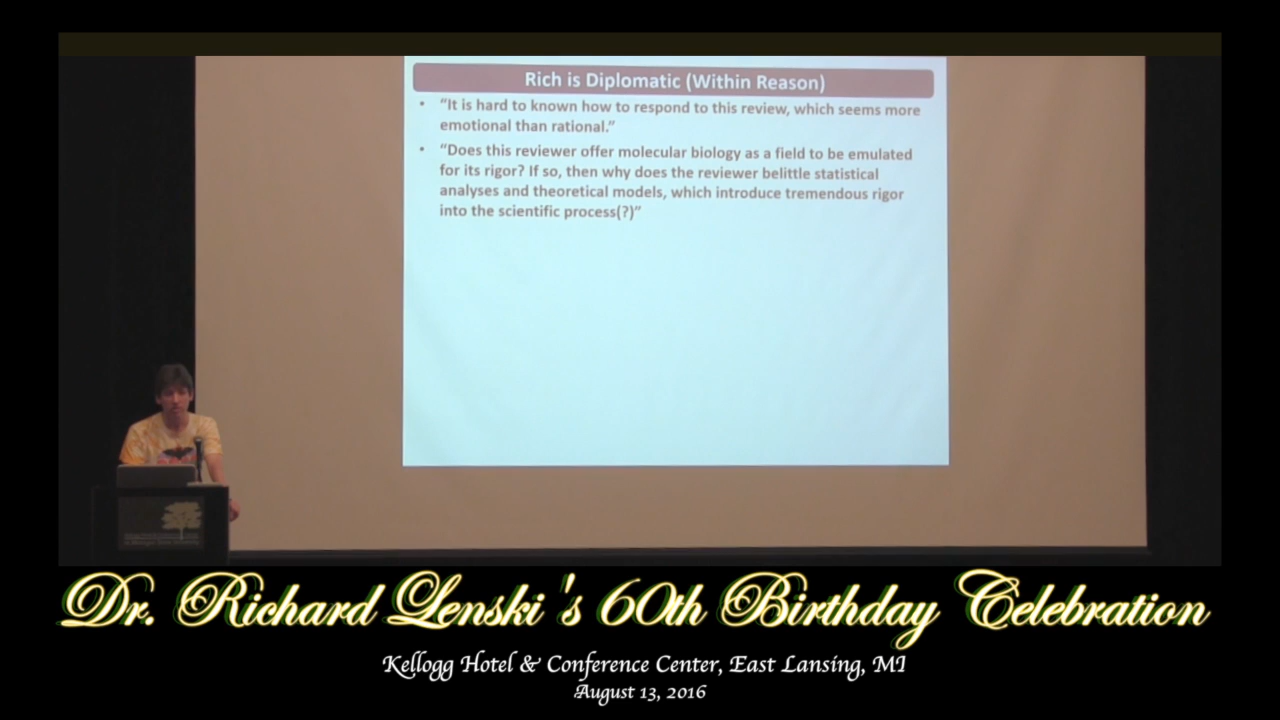 Rich is Diplomatic (Within Reason)
• “It is hard to known how to respond to this review, which seems more
emotional than rational.”
• “Does this reviewer offer molecular biology as a field to be emulated
for its rigor? If so, then why does the reviewer belittle statistical
analyses and theoretical models, which introduce tremendous rigor
into the scientific process(?)”
Dr. Richard Lenski's 60th Birthday Celebration
Kellogg Hotel & Conference Center, East Lansing, MI
August 13, 2016